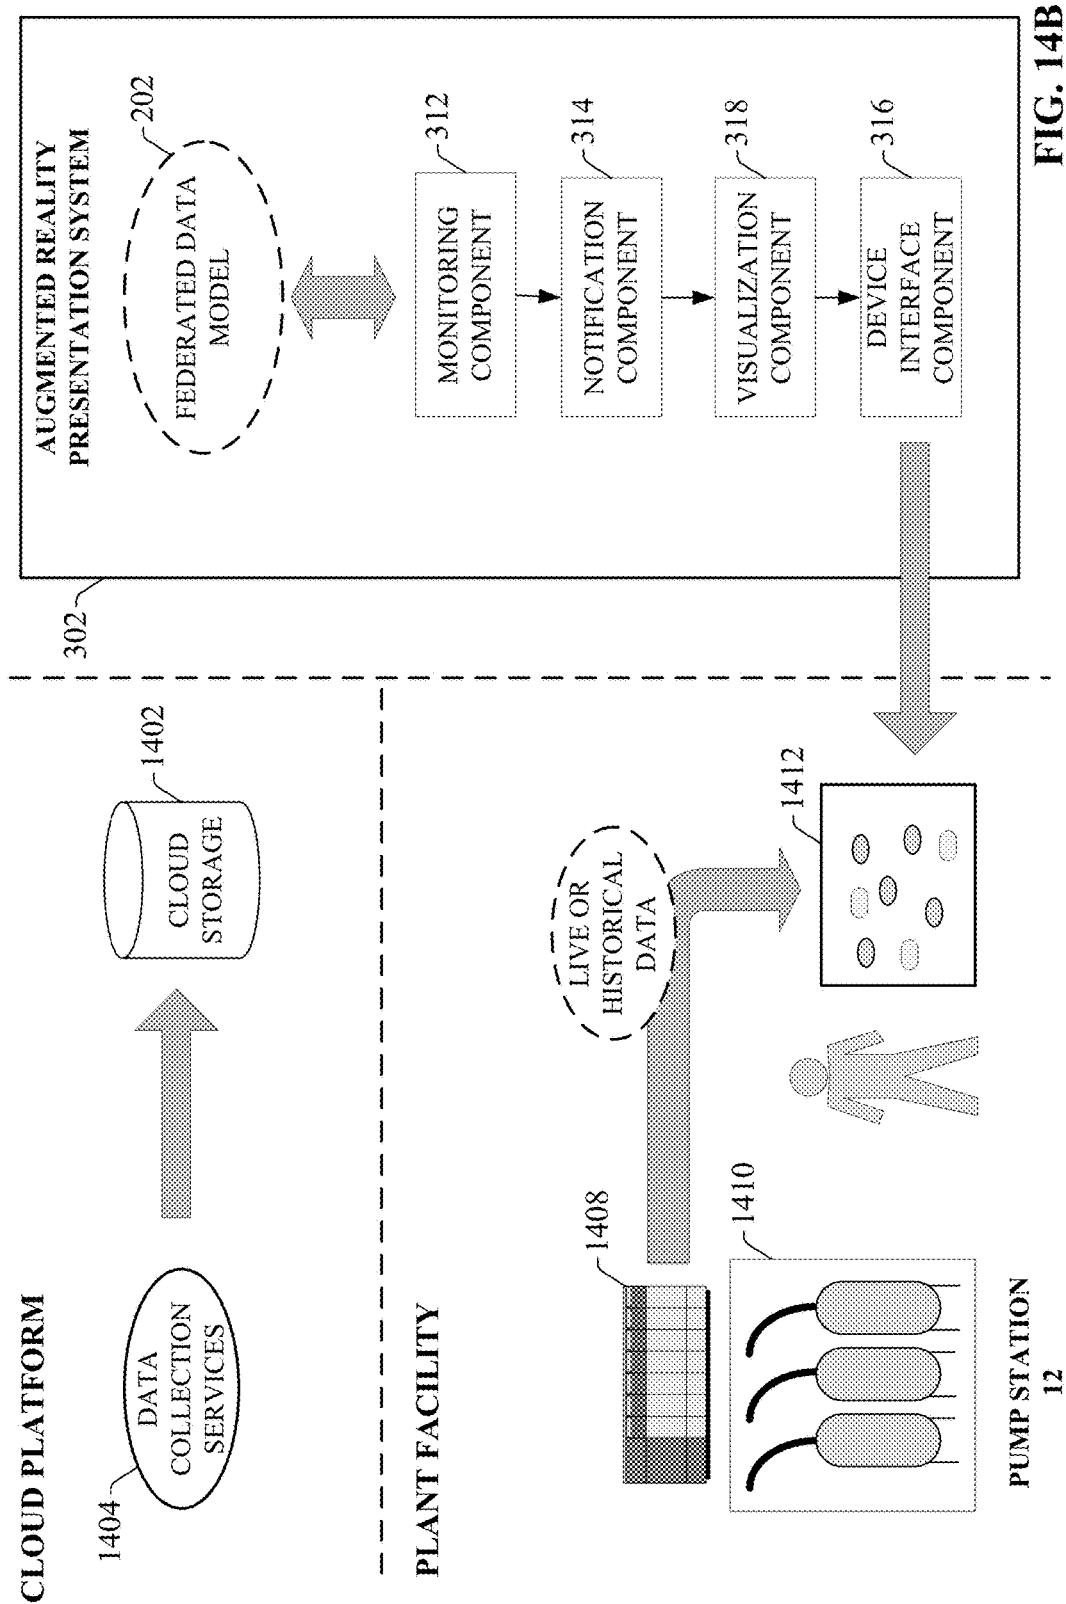 CLOUD PLATFORM
1404
DATA
COLLECTION
SERVICES
1402
CLOUD
STORAGE
302
AUGMENTED REALITY
PRESENTATION SYSTEM
202
FEDERATED DATA
MODEL
312
MONITORING
COMPONENT
314
NOTIFICATION
COMPONENT
318
VISUALIZATION
COMPONENT
316
DEVICE
INTERFACE
COMPONENT
PLANT FACILITY
LIVE OR
HISTORICAL
DATA
1408
1410
1412
PUMP STATION
12
FIG. 14B